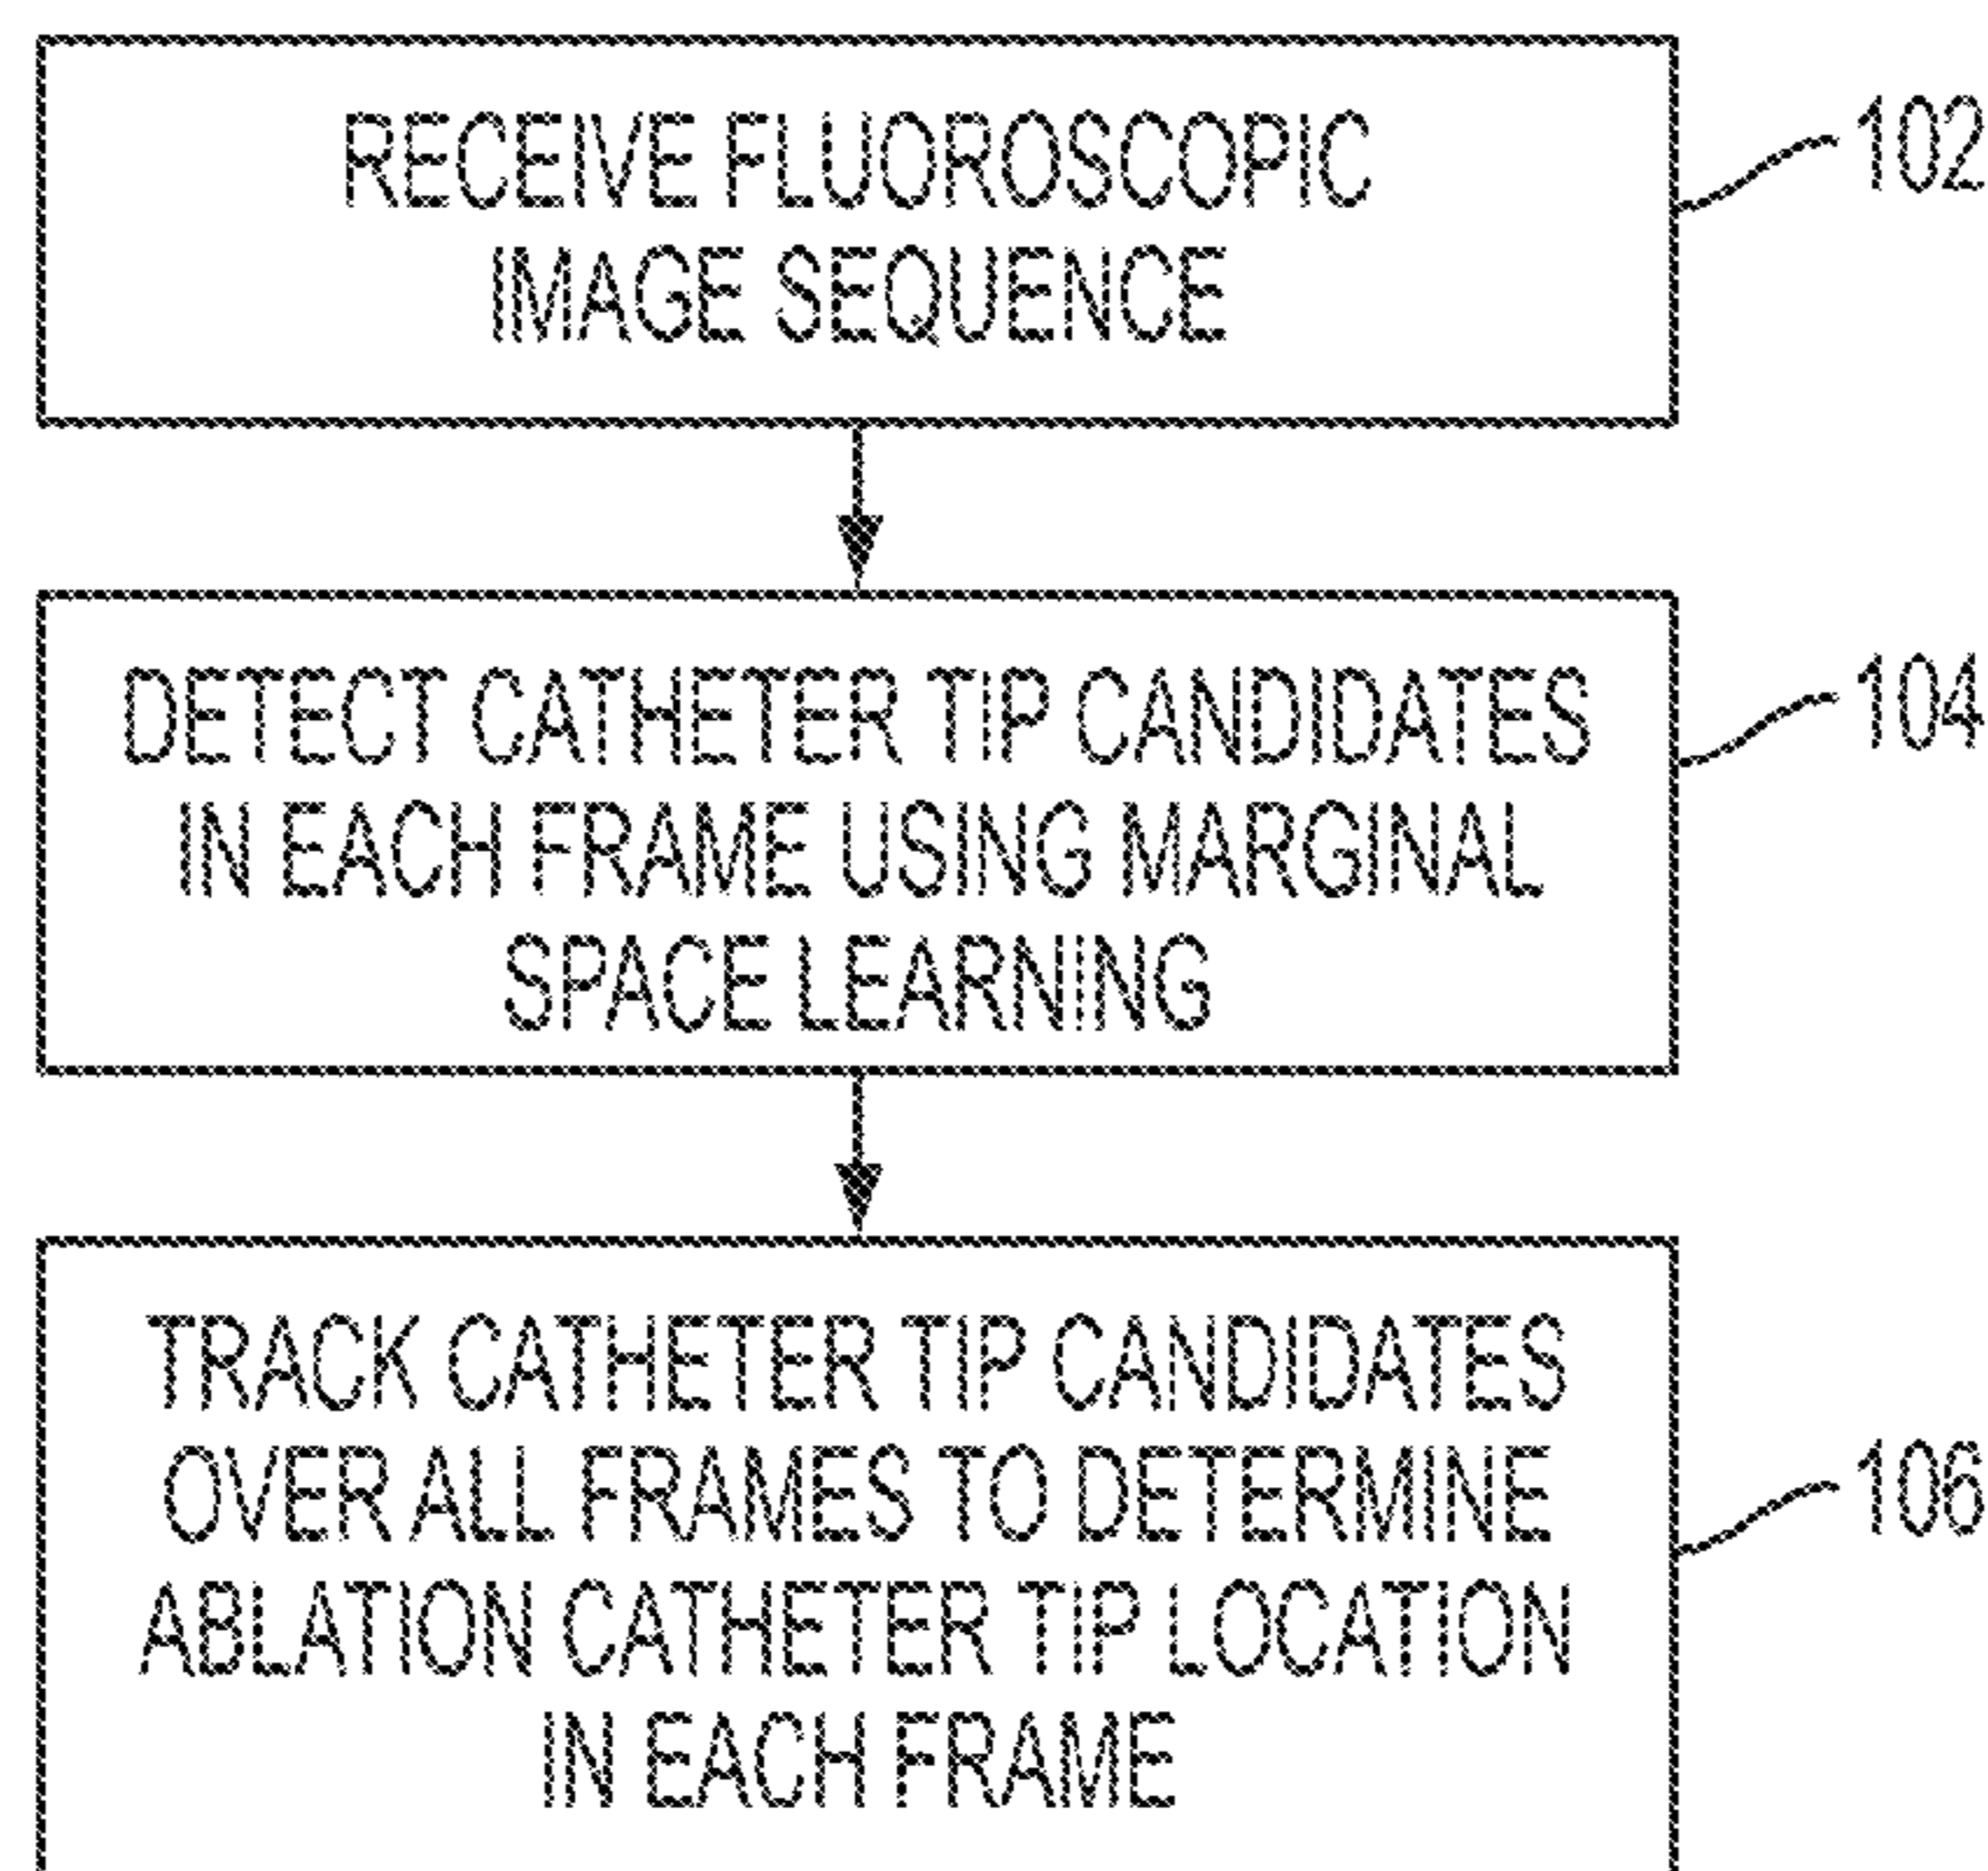 RECEIVE FLUOROSCOPIC
IMAGE SEQUENCE
102
DETECT CATHETER TIP CANDIDATES
IN EACH FRAME USING MARGINAL
SPACE LEARNING
104
TRACK CATHETER TIP CANDIDATES
OVER ALL FRAMES TO DETERMINE
ABLATION CATHETER TIP LOCATION
IN EACH FRAME
106